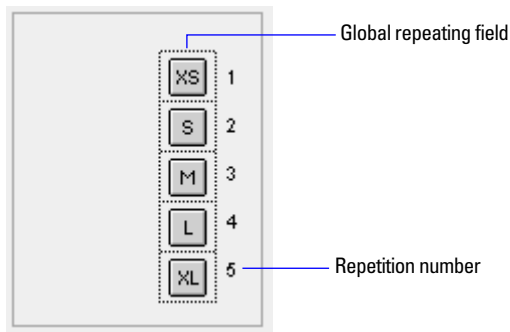 Global repeating field
XS 1
S 2
M 3
L 4
XL 5
Repetition number